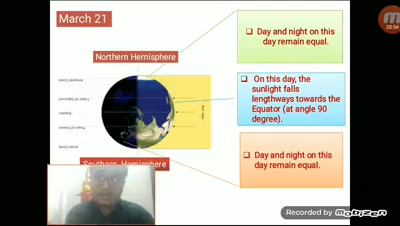 March 21
Northern Hemisphere
Day and night on this
day remain equal.
On this day, the
sunlight falls
lengthways towards the
Equator (at angle 90
degree).
Day and night on this
day remain equal.
Equator
Southern Hemisphere
20:54
Recorded by Mobizen